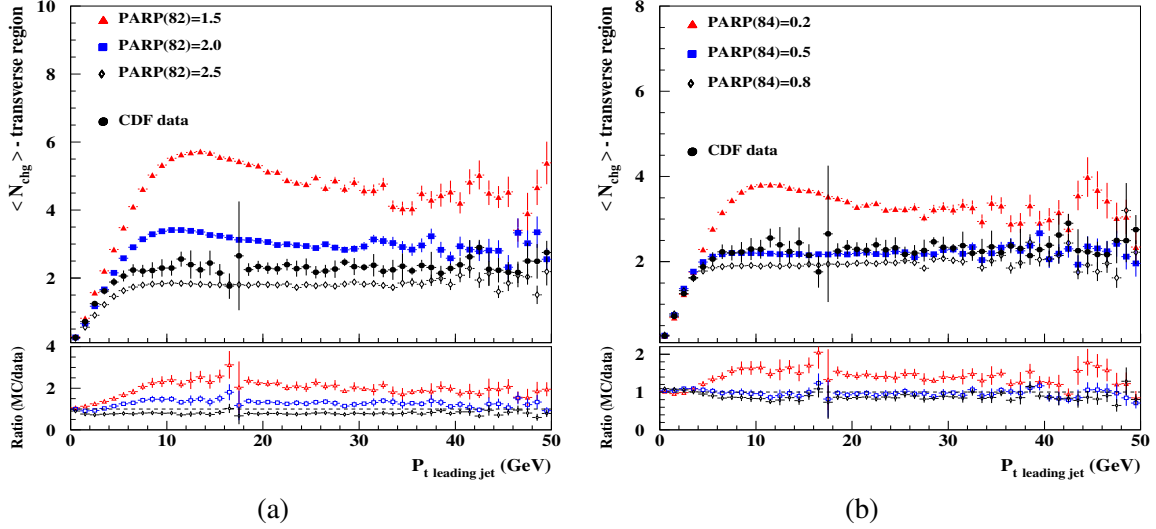 < N_chg > - transverse region
10
8
6
4
2
PARP(82)=1.5
PARP(82)=2.0
PARP(82)=2.5
CDF data
Ratio (MC/data)
4
2
0
0 10 20 30 40 50
P_t leading jet (GeV)
(a)
< N_chg > - transverse region
8
6
4
2
PARP(84)=0.2
PARP(84)=0.5
PARP(84)=0.8
CDF data
Ratio (MC/data)
2
1
0
0 10 20 30 40 50
P_t leading jet (GeV)
(b)